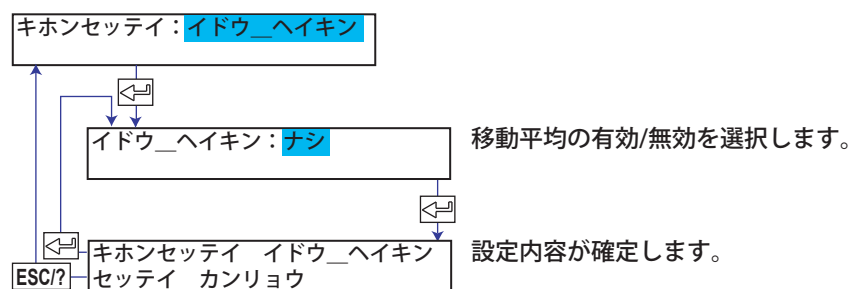 キホンセッテイ：イドウ__ヘイキン
イドウ__ヘイキン：ナシ
移動平均の有効/無効を選択します。
キホンセッテイ　イドウ__ヘイキン
セッテイ　カンリョウ
設定内容が確定します。
ESC/?